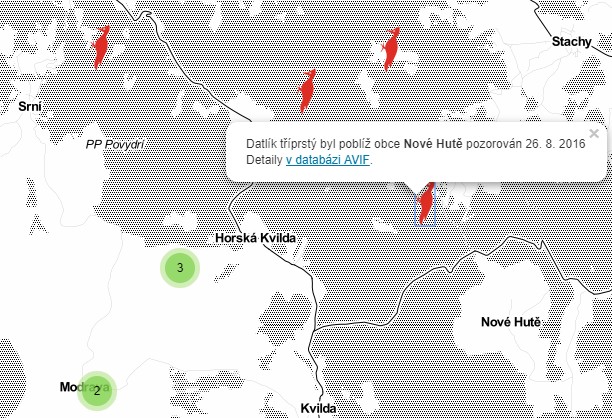 Stachy
Srní
PP Povydrí
×
Datlík tříprstý byl poblíž obce Nové Hutě pozorován 26. 8. 2016
Detaily v databázi AVIF.
Horská Kvilda
3
Nové Hutě
Modrava
2
Kvilda